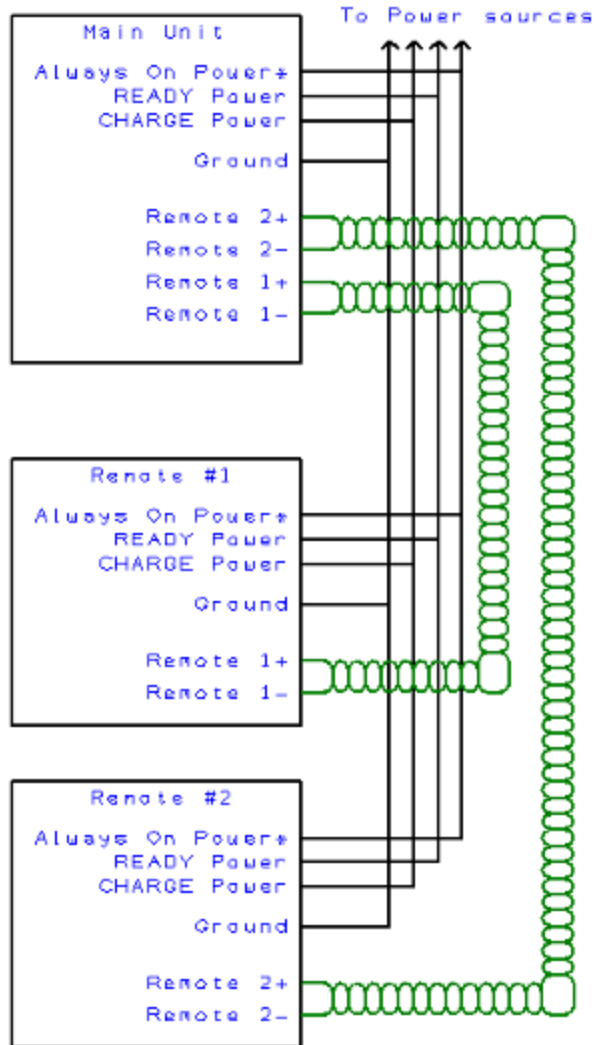 To Power sources
Main Unit
Always On Power*
READY Power
CHARGE Power
Ground
Remote 2+
Remote 2-
Remote 1+
Remote 1-
Remote #1
Always On Power*
READY Power
CHARGE Power
Ground
Remote 1+
Remote 1-
Remote #2
Always On Power*
READY Power
CHARGE Power
Ground
Remote 2+
Remote 2-